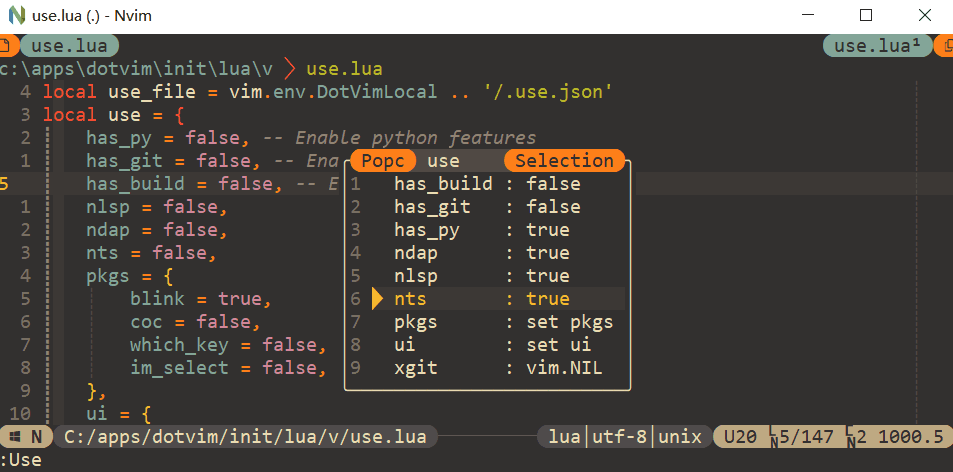 use.lua (.) - Nvim
use.lua use.lua¹
c:\apps\dotvim\init\lua\v use.lua
4 local use_file = vim.env.DotVimLocal .. '/.use.json'
3 local use = {
2 has_py = false, -- Enable python features
1 has_git = false, -- Ena
5 has_build = false, -- E
1 nlsp = false,
2 ndap = false,
3 nts = false,
4 pkgs = {
5 blink = true,
6 coc = false,
7 which_key = false,
8 im_select = false,
9 },
10 ui = {
Popc use Selection
1 has_build : false
2 has_git : false
3 has_py : true
4 ndap : true
5 nlsp : true
6 nts : true
7 pkgs : set pkgs
8 ui : set ui
9 xgit : vim.NIL
N C:/apps/dotvim/init/lua/v/use.lua lua|utf-8|unix U20 LN 5/147 LN 2 1000.5
:Use